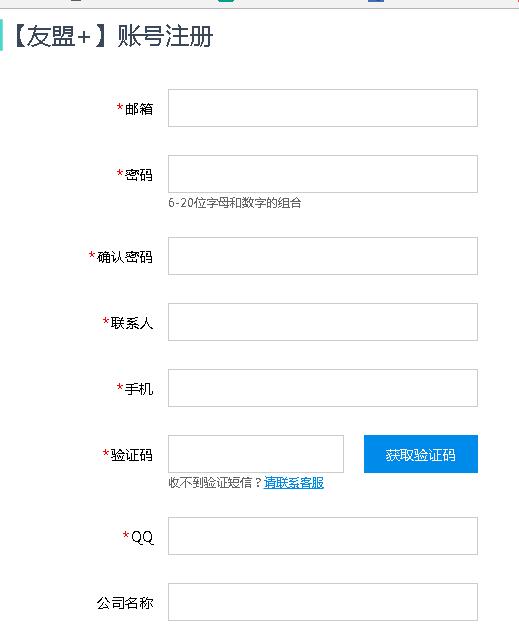 【友盟+】账号注册
*邮箱
*密码
6-20位字母和数字的组合
*确认密码
*联系人
*手机
*验证码 获取验证码
收不到验证短信？请联系客服
*QQ
公司名称